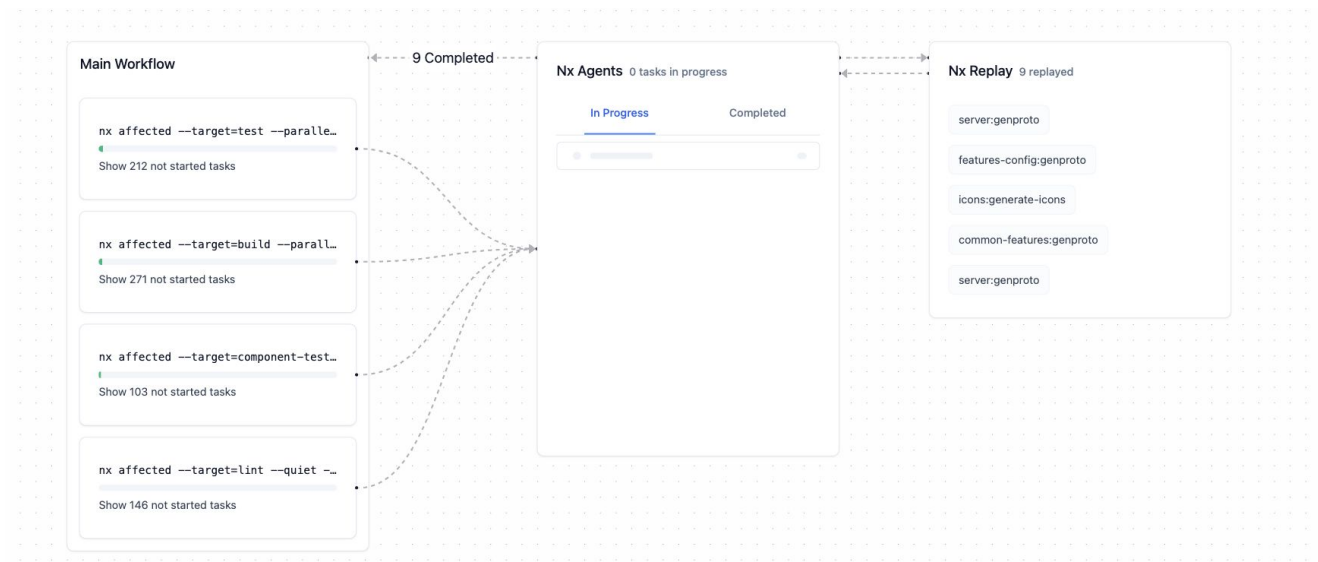 Main Workflow
nx affected --target=test --paralle…
Show 212 not started tasks
nx affected --target=build --parall…
Show 271 not started tasks
nx affected --target=component-test…
Show 103 not started tasks
nx affected --target=lint --quiet -…
Show 146 not started tasks
9 Completed
Nx Agents 0 tasks in progress
In Progress Completed
Nx Replay 9 replayed
server:genproto
features-config:genproto
icons:generate-icons
common-features:genproto
server:genproto